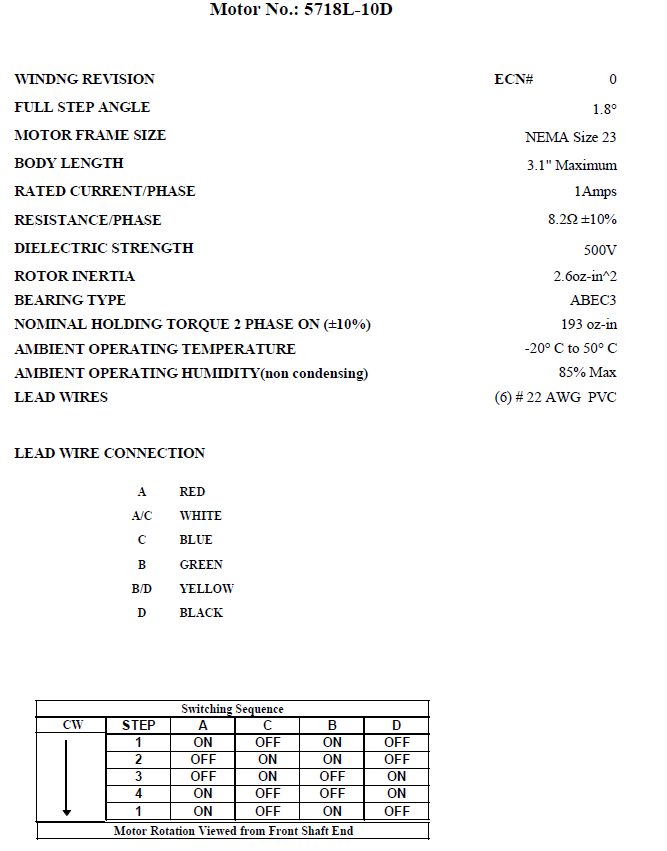 Motor No.: 5718L-10D
WINDNG REVISION ECN# 0
FULL STEP ANGLE 1.8°
MOTOR FRAME SIZE NEMA Size 23
BODY LENGTH 3.1" Maximum
RATED CURRENT/PHASE 1Amps
RESISTANCE/PHASE 8.2Ω ±10%
DIELECTRIC STRENGTH 500V
ROTOR INERTIA 2.6oz-in^2
BEARING TYPE ABEC3
NOMINAL HOLDING TORQUE 2 PHASE ON (±10%) 193 oz-in
AMBIENT OPERATING TEMPERATURE -20° C to 50° C
AMBIENT OPERATING HUMIDITY(non condensing) 85% Max
LEAD WIRES (6) # 22 AWG PVC
LEAD WIRE CONNECTION
A RED
A/C WHITE
C BLUE
B GREEN
B/D YELLOW
D BLACK
Switching Sequence
CW STEP A C B D
1 ON OFF ON OFF
2 OFF ON ON OFF
3 OFF ON OFF ON
4 ON OFF OFF ON
1 ON OFF ON OFF
Motor Rotation Viewed from Front Shaft End